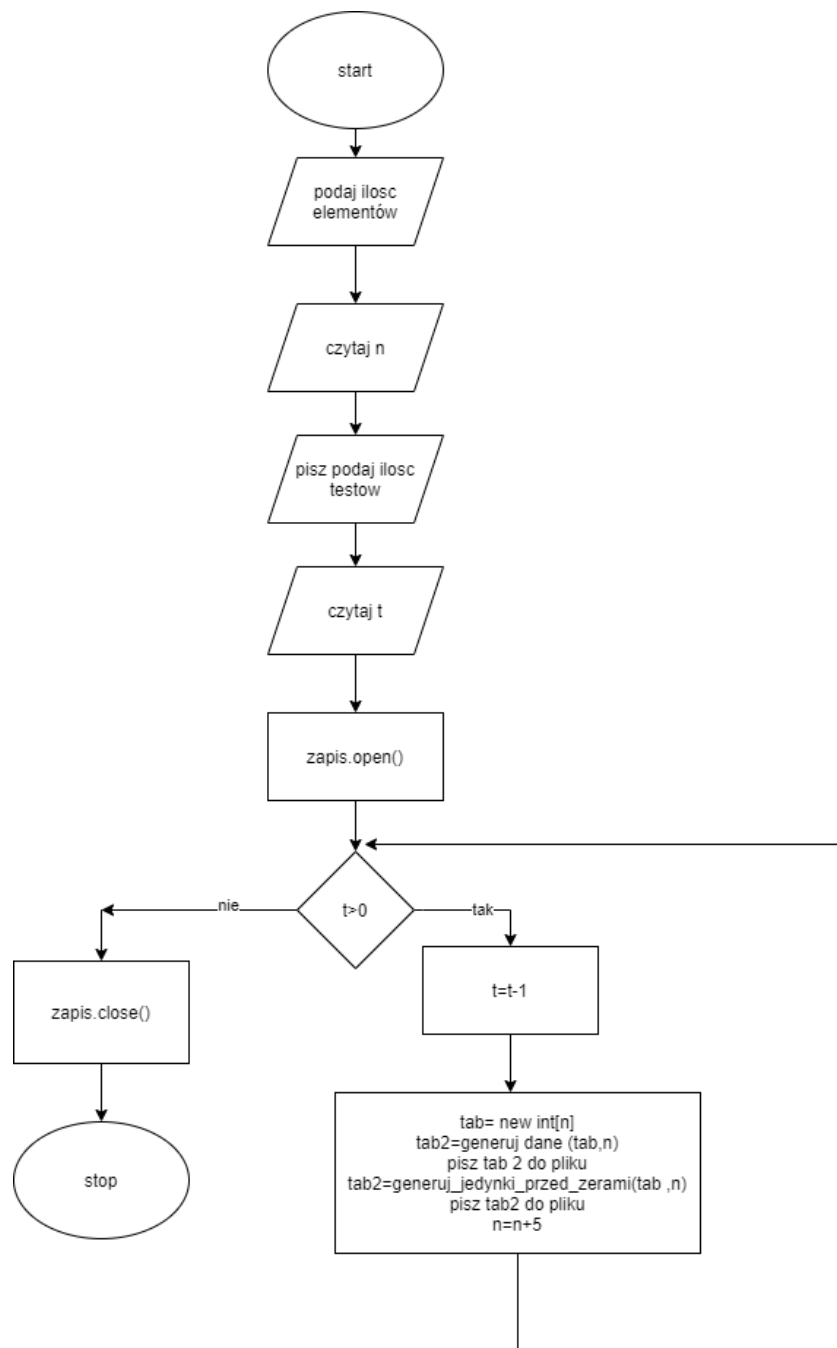 start
podaj ilosc
elementów
czytaj n
pisz podaj ilosc
testow
czytaj t
zapis.open()
nie
t>0
tak
zapis.close()
t=t-1
stop
tab= new int[n]
tab2=generuj dane (tab,n)
pisz tab 2 do pliku
tab2=generuj_jedynki_przed_zerami(tab ,n)
pisz tab2 do pliku
n=n+5